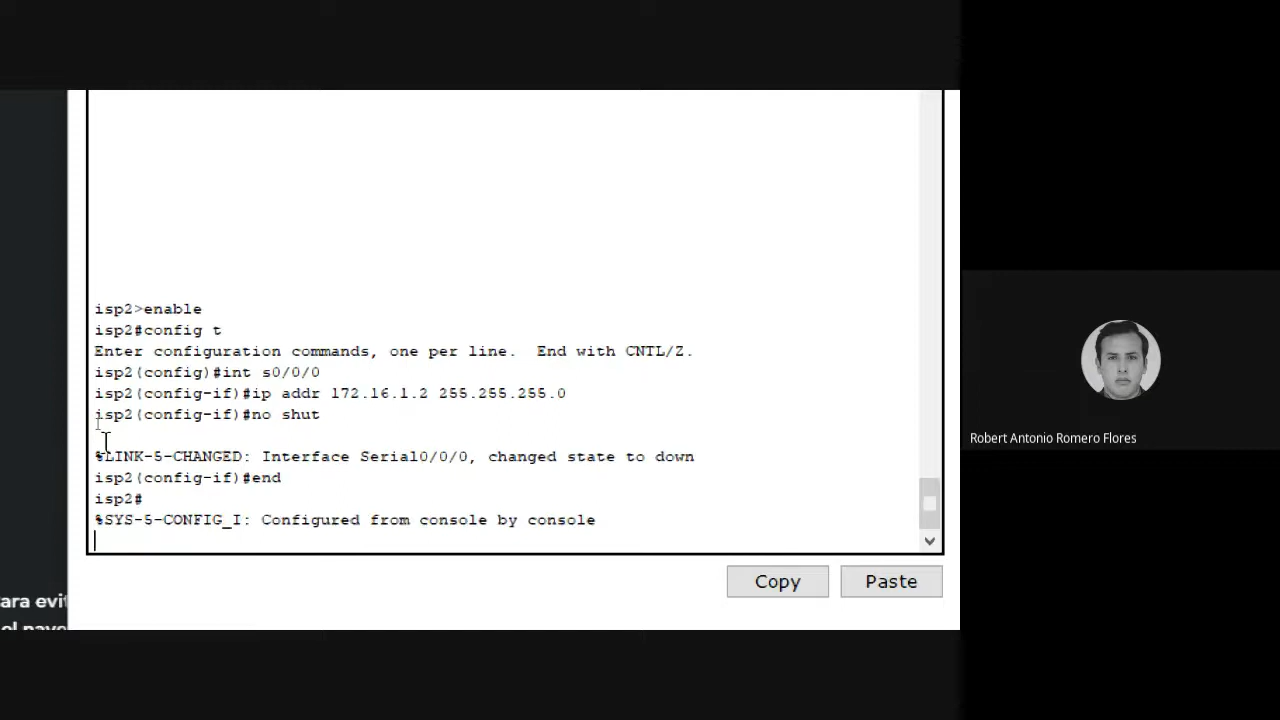 isp2>enable
isp2#config t
Enter configuration commands, one per line.  End with CNTL/Z.
isp2(config)#int s0/0/0
isp2(config-if)#ip addr 172.16.1.2 255.255.255.0
isp2(config-if)#no shut
%LINK-5-CHANGED: Interface Serial0/0/0, changed state to down
isp2(config-if)#end
isp2#
%SYS-5-CONFIG_I: Configured from console by console
Copy
Paste
ara evit
Robert Antonio Romero Flores